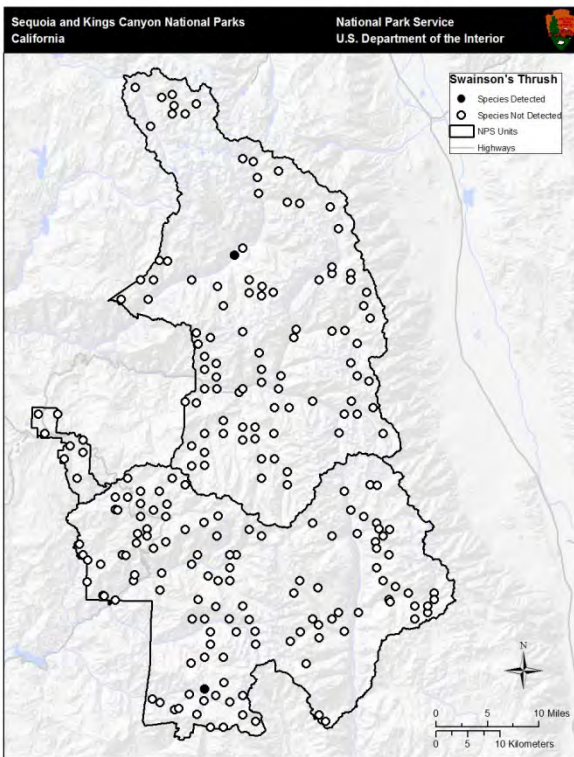 Sequoia and Kings Canyon National Parks
California
National Park Service
U.S. Department of the Interior
Swainson's Thrush
Species Detected
Species Not Detected
NPS Units
Highways
N
0 5 10 Miles
0 5 10 Kilometers